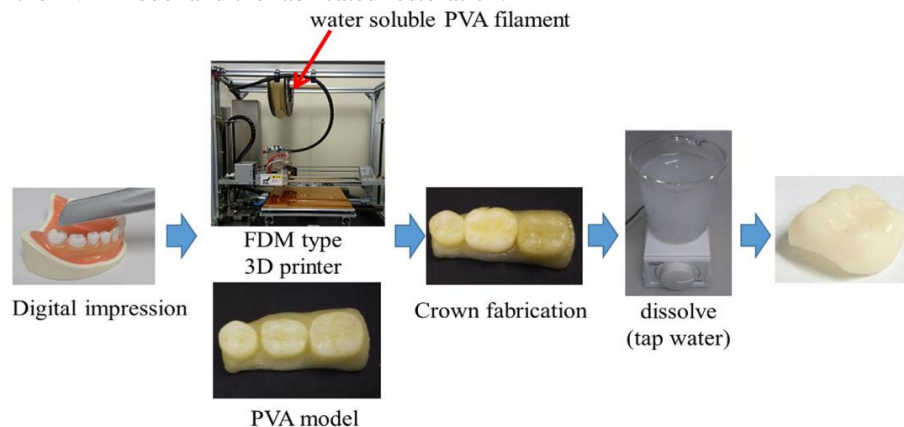 water soluble PVA filament
Digital impression
FDM type
3D printer
PVA model
Crown fabrication
dissolve
(tap water)